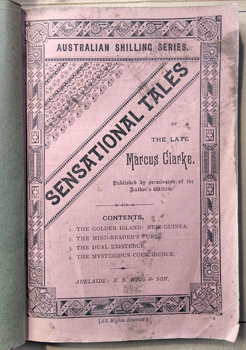 AUSTRALIAN SHILLING SERIES.
SENSATIONAL TALES
BY
THE LATE
Marcus Clarke.
Published by permission of the
Author's Widow.
CONTENTS,
1. THE GOLDEN ISLAND: NEW GUINEA.
2. THE MIND-READER'S CURSE.
3. THE DUAL EXISTENCE.
4. THE MYSTERIOUS COINCIDENCE.
ADELAIDE: E. S. WIGG & SON.
[All Rights Reserved.]